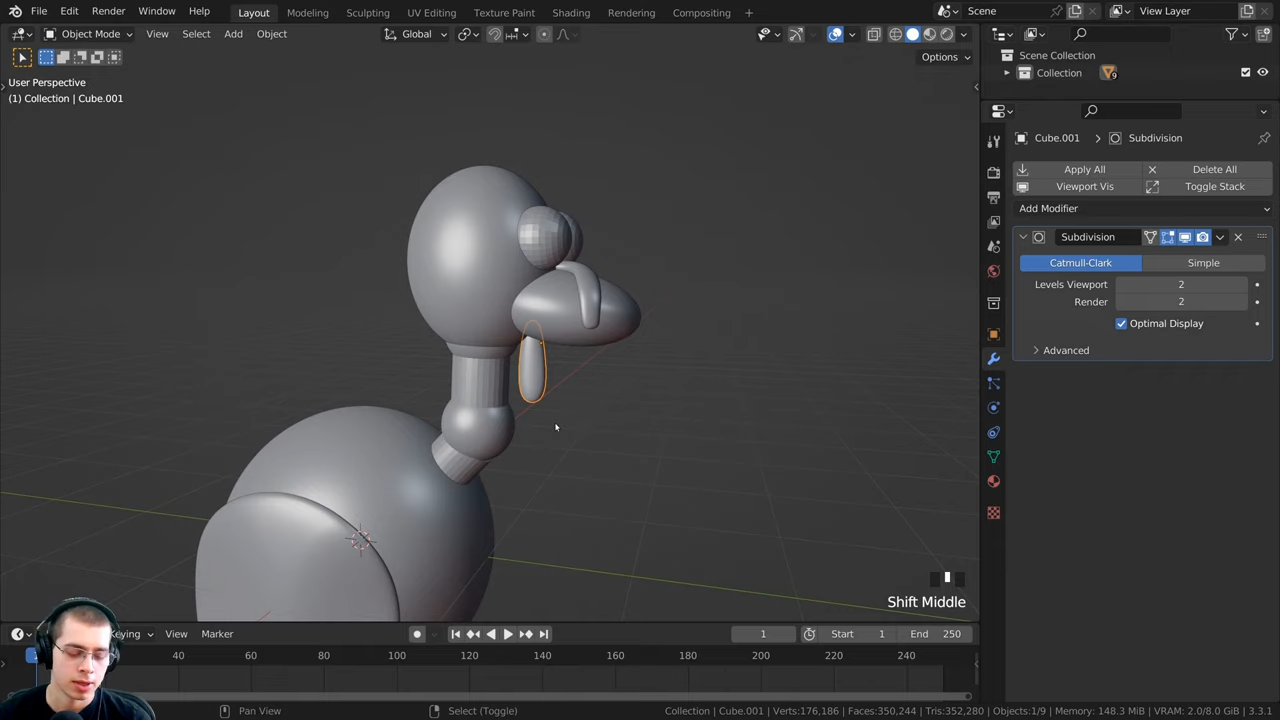 File Edit Render Window Help Layout Modeling Sculpting UV Editing Texture Paint Shading Rendering Compositing + Scene View Layer
Object Mode View Select Add Object Global
Options
User Perspective
(1) Collection | Cube.001
Scene Collection
Collection 9
Cube.001 > Subdivision
Apply All Delete All
Viewport Vis Toggle Stack
Add Modifier
Subdivision
Catmull-Clark Simple
Levels Viewport 2
Render 2
Optimal Display
Advanced
Shift Middle
Keying View Marker 1 Start 1 End 250
40 60 80 100 120 140 160 180 200 220 240
Pan View Select (Toggle) Collection | Cube.001 | Verts:176,186 | Faces:350,244 | Tris:352,280 | Objects:1/9 | Memory: 148.3 MiB | VRAM: 2.0/8.0 GiB | 3.3.1